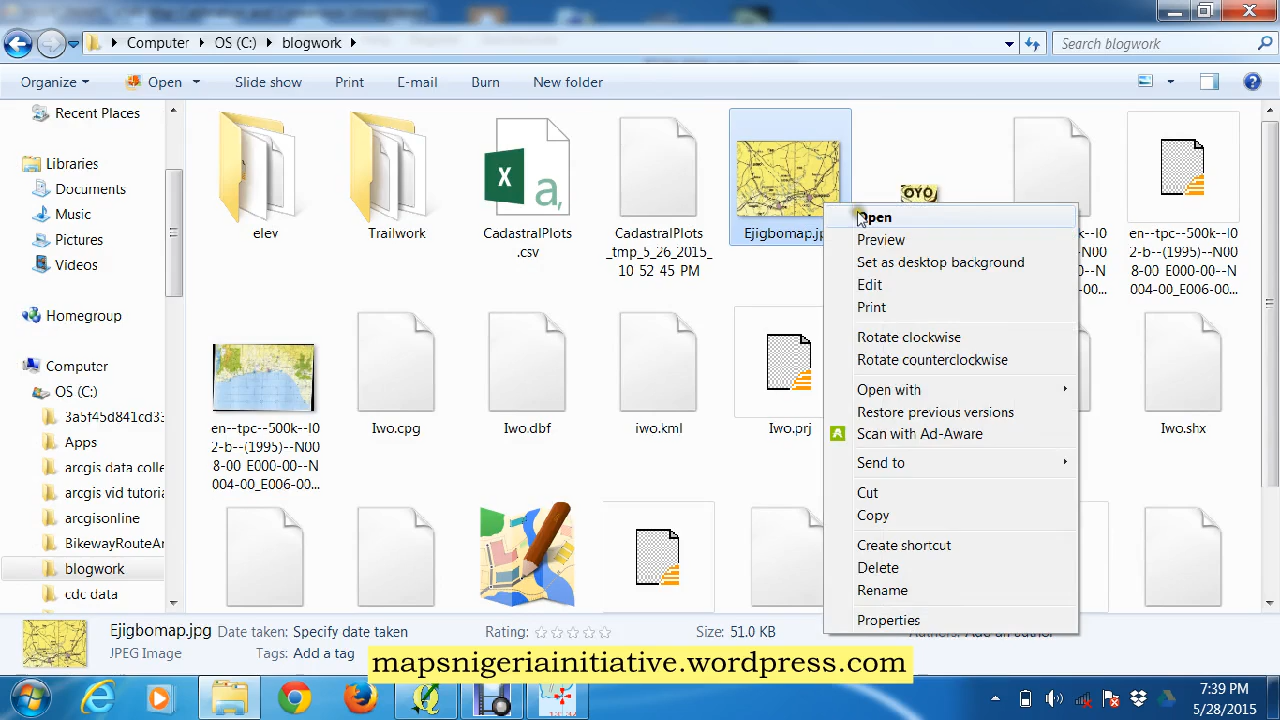 Computer OS (C:) blogwork
Search blogwork
Organize Open Slide show Print E-mail Burn New folder
Recent Places
Libraries
Documents
Music
Pictures
Videos
Homegroup
Computer
OS (C:)
Apps
arcgis data colle
arcgis vid tutoria
arcgisonline
BikewayRouteAr
blogwork
cdc data
elev
Trailwork
CadastralPlots
.csv
CadastralPlots
_tmp_5_26_2015_
10 52 45 PM
Ejigbomap.jp
OYO
en--tpc--500k--l0
2-b--(1995)--N0
08-00_E000-00--N
004-00_E006-00...
en--tpc--500k--l0
2-b--(1995)--N00
8-00_E000-00--N
004-00_E006-00...
Iwo.cpg
Iwo.dbf
iwo.kml
Iwo.prj
Iwo.shx
Open
Preview
Set as desktop background
Edit
Print
Rotate clockwise
Rotate counterclockwise
Open with
Restore previous versions
Scan with Ad-Aware
Send to
Cut
Copy
Create shortcut
Delete
Rename
Properties
Ejigbomap.jpg Date taken: Specify date taken Rating: Size: 51.0 KB
JPEG Image Tags: Add a tag
mapsnigeriainitiative.wordpress.com
7:39 PM
5/28/2015